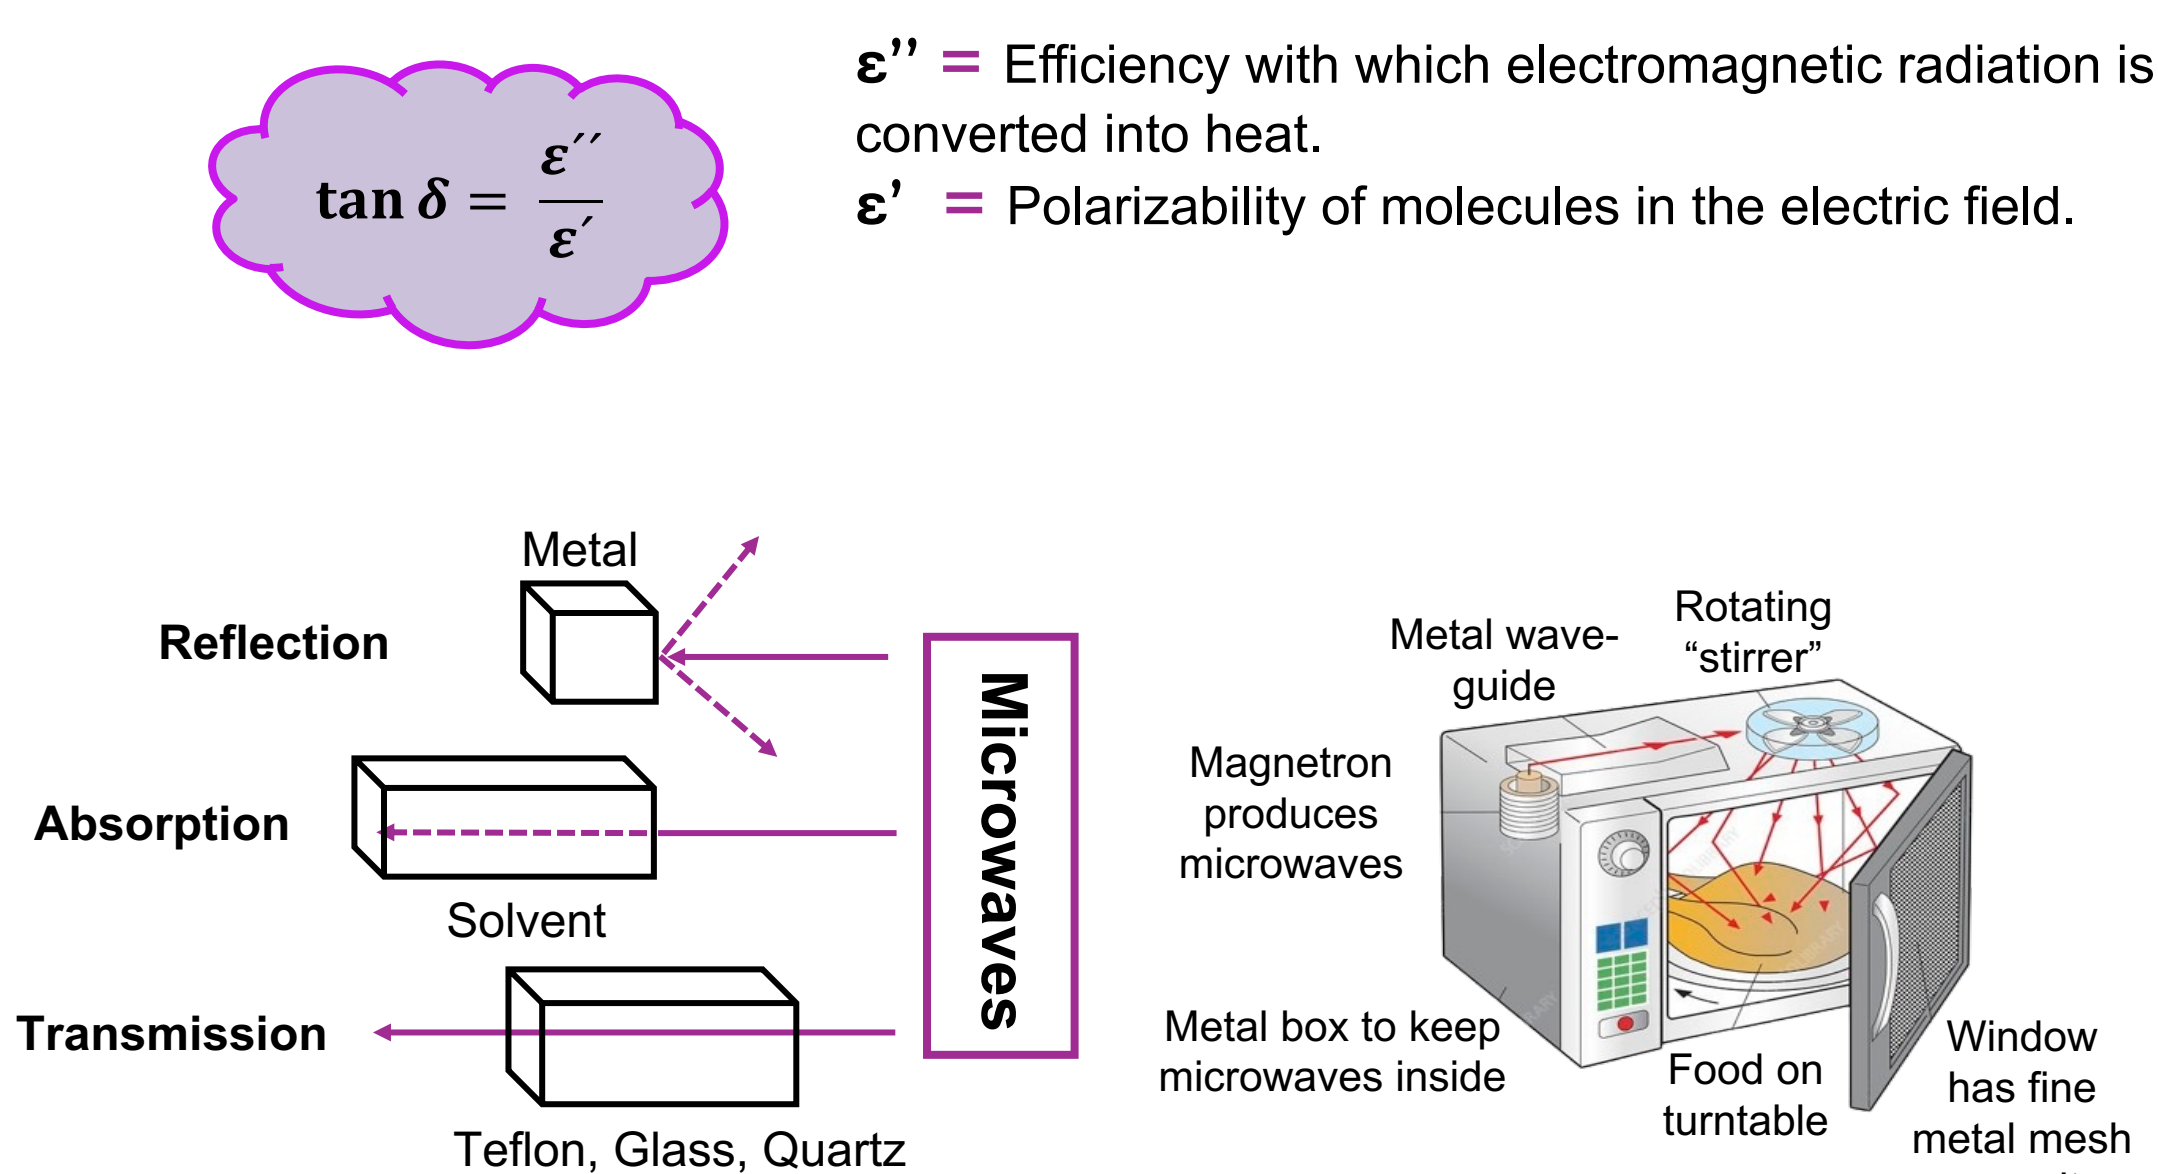 tan δ = ε′′ / ε′
ε’’ = Efficiency with which electromagnetic radiation is
converted into heat.
ε’ = Polarizability of molecules in the electric field.
Metal
Reflection
Absorption
Solvent
Transmission
Teflon, Glass, Quartz
Microwaves
Metal wave-
guide
Rotating
“stirrer”
Magnetron
produces
microwaves
Metal box to keep
microwaves inside
Food on
turntable
Window
has fine
metal mesh